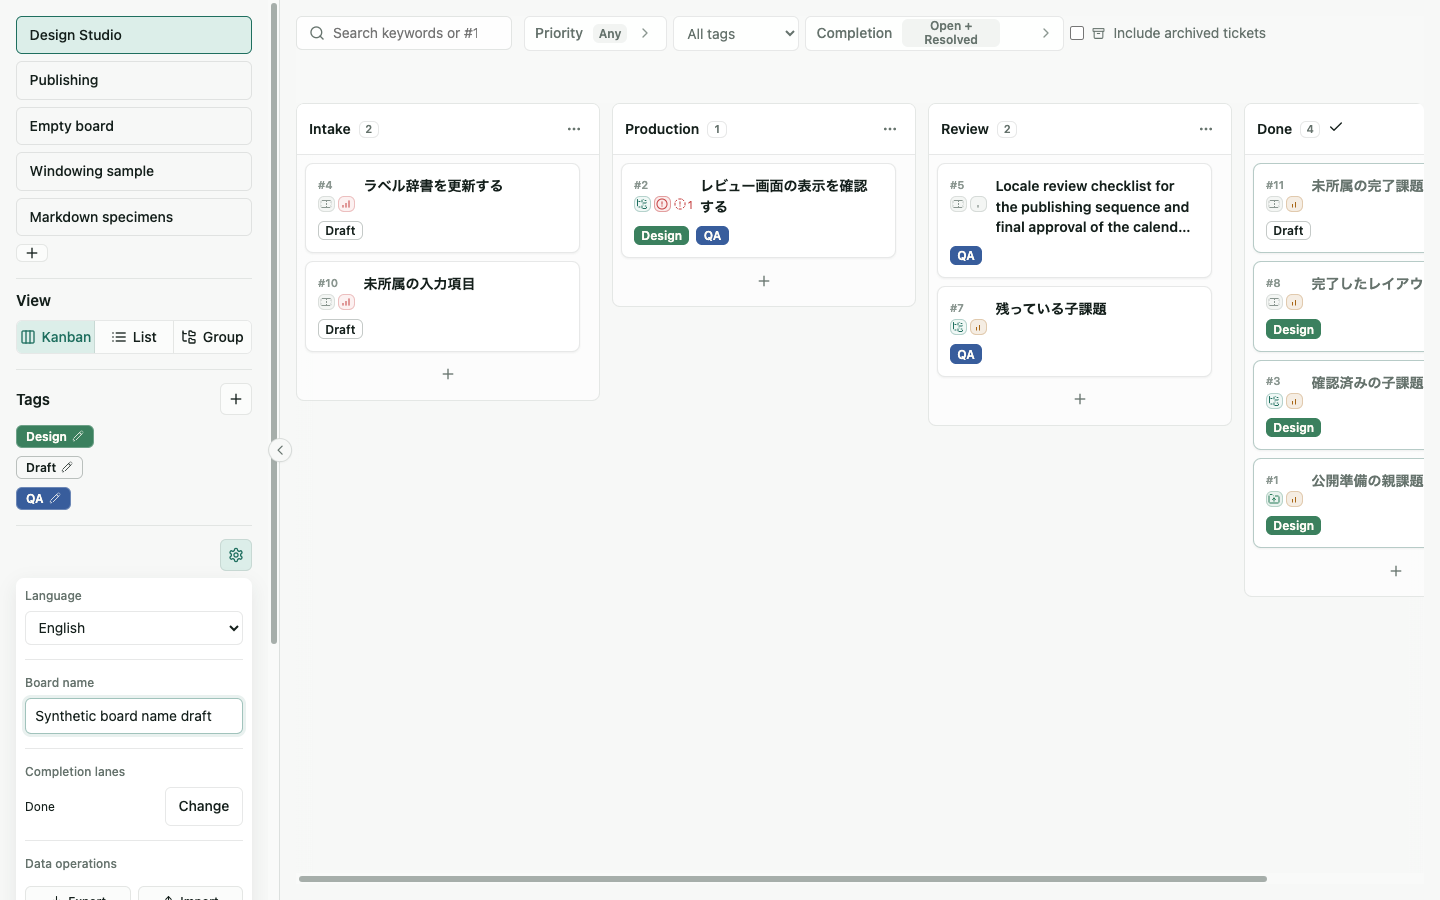 Design Studio
Publishing
Empty board
Windowing sample
Markdown specimens
View
Kanban
List
Group
Tags
Design
Draft
QA
Language
English
Board name
Synthetic board name draft
Completion lanes
Done
Change
Data operations
Export
Import
Search keywords or #1
Priority
Any
All tags
Completion
Open +
Resolved
Include archived tickets
Intake
2
#4
ラベル辞書を更新する
Draft
#10
未所属の入力項目
Draft
Production
1
#2
レビュー画面の表示を確認
する
1
Design
QA
Review
2
#5
Locale review checklist for
the publishing sequence and
final approval of the calend...
QA
#7
残っている子課題
QA
Done
4
#11
未所属の完了課題
Draft
#8
完了したレイアウ
Design
#3
確認済みの子課題
Design
#1
公開準備の親課題
Design